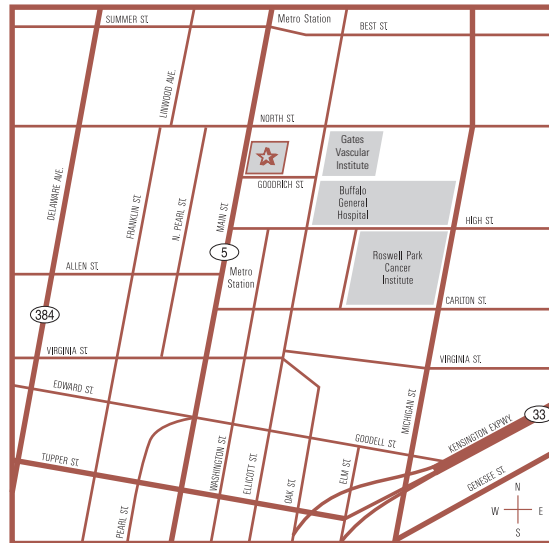 SUMMER ST.
Metro Station
BEST ST.
LINWOOD AVE.
NORTH ST.
Gates
Vascular
Institute
GOODRICH ST.
Buffalo
General
Hospital
DELAWARE AVE.
FRANKLIN ST.
N. PEARL ST.
MAIN ST.
HIGH ST.
5
Roswell Park
Cancer
Institute
ALLEN ST.
Metro
Station
CARLTON ST.
384
VIRGINIA ST.
VIRGINIA ST.
EDWARD ST.
MICHIGAN ST.
33
KENSINGTON EXPWY
GOODELL ST.
TUPPER ST.
WASHINGTON ST.
ELLICOTT ST.
OAK ST.
ELM ST.
GENESEE ST.
PEARL ST.
N
W E
S